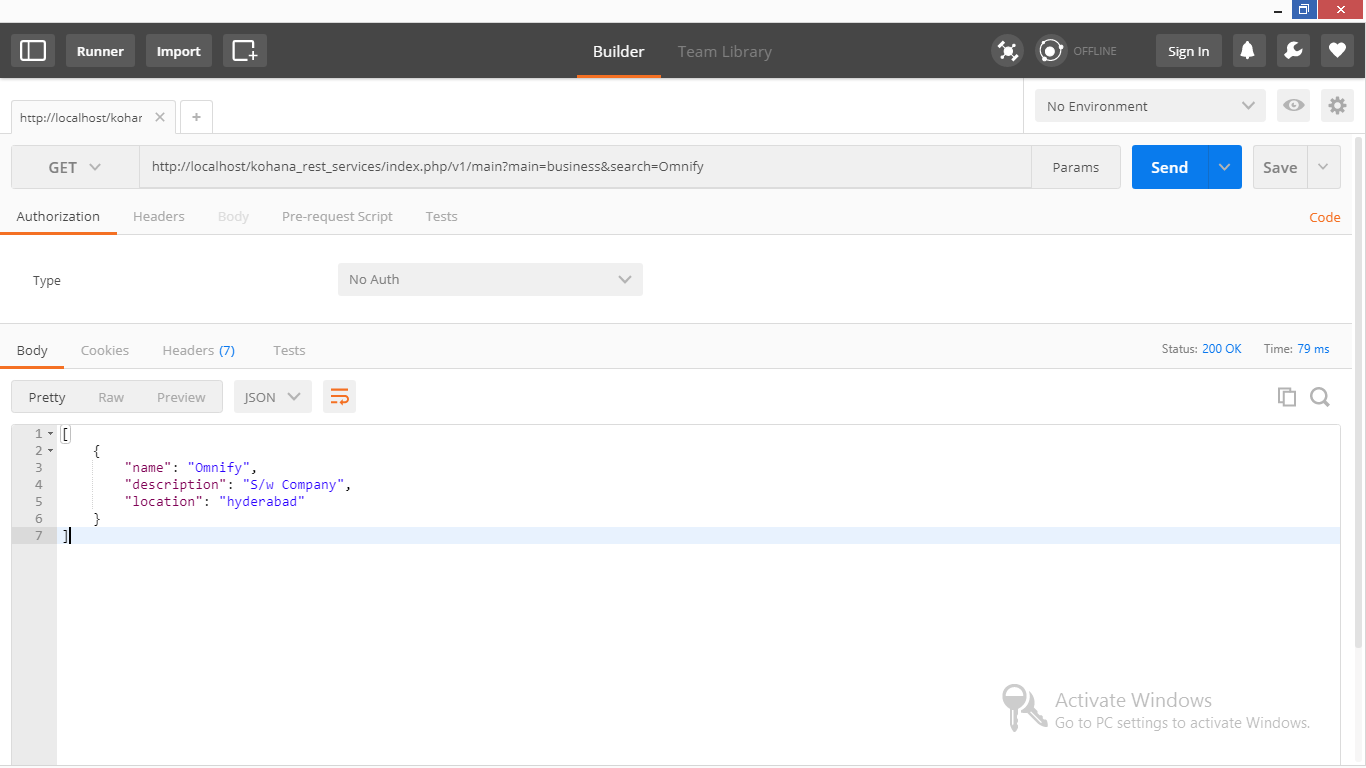 Runner Import Builder Team Library OFFLINE Sign In
http://localhost/kohar No Environment
GET http://localhost/kohana_rest_services/index.php/v1/main?main=business&search=Omnify Params Send Save
Authorization Headers Body Pre-request Script Tests Code
Type No Auth
Body Cookies Headers (7) Tests Status: 200 OK Time: 79 ms
Pretty Raw Preview JSON
1 [
2 {
3 "name": "Omnify",
4 "description": "S/w Company",
5 "location": "hyderabad"
6 }
7 ]
Activate Windows
Go to PC settings to activate Windows.